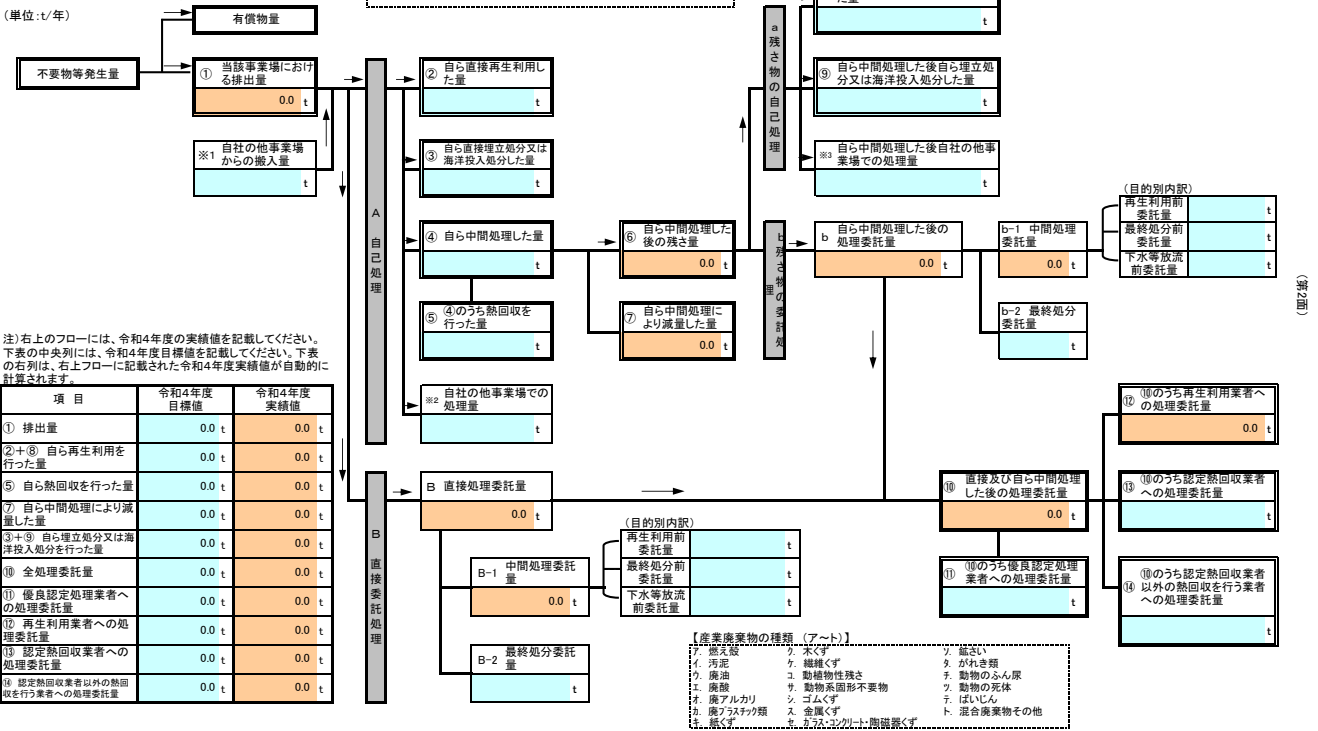 (単位:t/年)
有償物量
不要物等発生量
① 当該事業場におけ
る排出量
0.0 t
※1 自社の他事業場
からの搬入量
t
A 自己処理
② 自ら直接再生利用し
た量
t
③ 自ら直接埋立処分又は
海洋投入処分した量
t
④ 自ら中間処理した量
t
⑤ ④のうち熱回収を
行った量
t
※2 自社の他事業場での
処理量
t
⑥ 自ら中間処理した
後の残さ量
0.0 t
⑦ 自ら中間処理に
より減量した量
0.0 t
a 残さ物の自己処理
t
⑨ 自ら中間処理した後自ら埋立処
分又は海洋投入処分した量
t
※3 自ら中間処理した後自社の他事
業場での処理量
t
b 残さ物の委託処理
b 自ら中間処理した後の
処理委託量
0.0 t
b-1 中間処理
委託量
0.0 t
(目的別内訳)
再生利用前
委託量
t
最終処分前
委託量
t
下水等放流
前委託量
t
b-2 最終処分
委託量
t
(第2面)
注)右上のフローには、令和4年度の実績値を記載してください。
下表の中央列には、令和4年度目標値を記載してください。下表
の右列は、右上フローに記載された令和4年度実績値が自動的に
計算されます。
項 目 令和4年度
目標値 令和4年度
実績値
① 排出量 0.0 t 0.0 t
②+⑧ 自ら再生利用を
行った量 0.0 t 0.0 t
⑤ 自ら熱回収を行った量 0.0 t 0.0 t
⑦ 自ら中間処理により減
量した量 0.0 t 0.0 t
③+⑨ 自ら埋立処分又は海
洋投入処分を行った量 0.0 t 0.0 t
⑩ 全処理委託量 0.0 t 0.0 t
⑪ 優良認定処理業者へ
の処理委託量 0.0 t 0.0 t
⑫ 再生利用業者への処
理委託量 0.0 t 0.0 t
⑬ 認定熱回収業者への
処理委託量 0.0 t 0.0 t
⑭ 認定熱回収業者以外の熱回
収を行う業者への処理委託量 0.0 t 0.0 t
B 直接委託処理
B 直接処理委託量
0.0 t
B-1 中間処理委託
量
0.0 t
(目的別内訳)
再生利用前
委託量
t
最終処分前
委託量
t
下水等放流
前委託量
t
B-2 最終処分委託
量
t
⑩ 直接及び自ら中間処理
した後の処理委託量
0.0 t
⑪ ⑩のうち優良認定処理
業者への処理委託量
t
⑫ ⑩のうち再生利用業者へ
の処理委託量
0.0 t
⑬ ⑩のうち認定熱回収業者
への処理委託量
t
⑭ ⑩のうち認定熱回収業者
以外の熱回収を行う業者
への処理委託量
t
【産業廃棄物の種類 (ア~ト)】
ア. 燃え殻 ク. 木くず ソ. 鉱さい
イ. 汚泥 ケ. 繊維くず タ. がれき類
ウ. 廃油 コ. 動植物性残さ チ. 動物のふん尿
エ. 廃酸 サ. 動物系固形不要物 ツ. 動物の死体
オ. 廃アルカリ シ. ゴムくず テ. ばいじん
カ. 廃プラスチック類 ス. 金属くず ト. 混合廃棄物その他
キ. 紙くず セ. ガラス・コンクリート・陶磁器くず